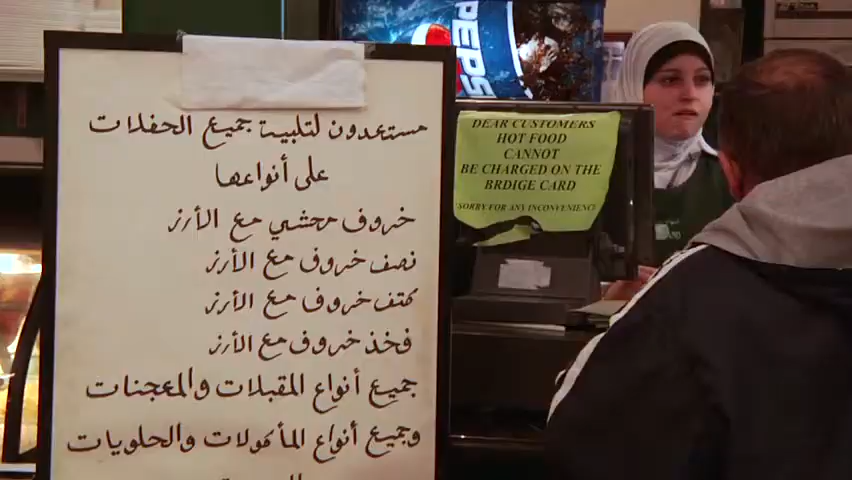 مستعدون لتلبيت جميع الحفلات
على أنواعها
خروف محشي مع الأرز
نصف خروف مع الأرز
كتف خروف مع الأرز
فخذ خروف مع الأرز
جميع أنواع المقبلات والمعجنات
وجميع أنواع المأكولات والحلويات
PEPS
DEAR CUSTOMERS
HOT FOOD
CANNOT
BE CHARGED ON THE
BRDIGE CARD
SORRY FOR ANY INCONVENIENCE